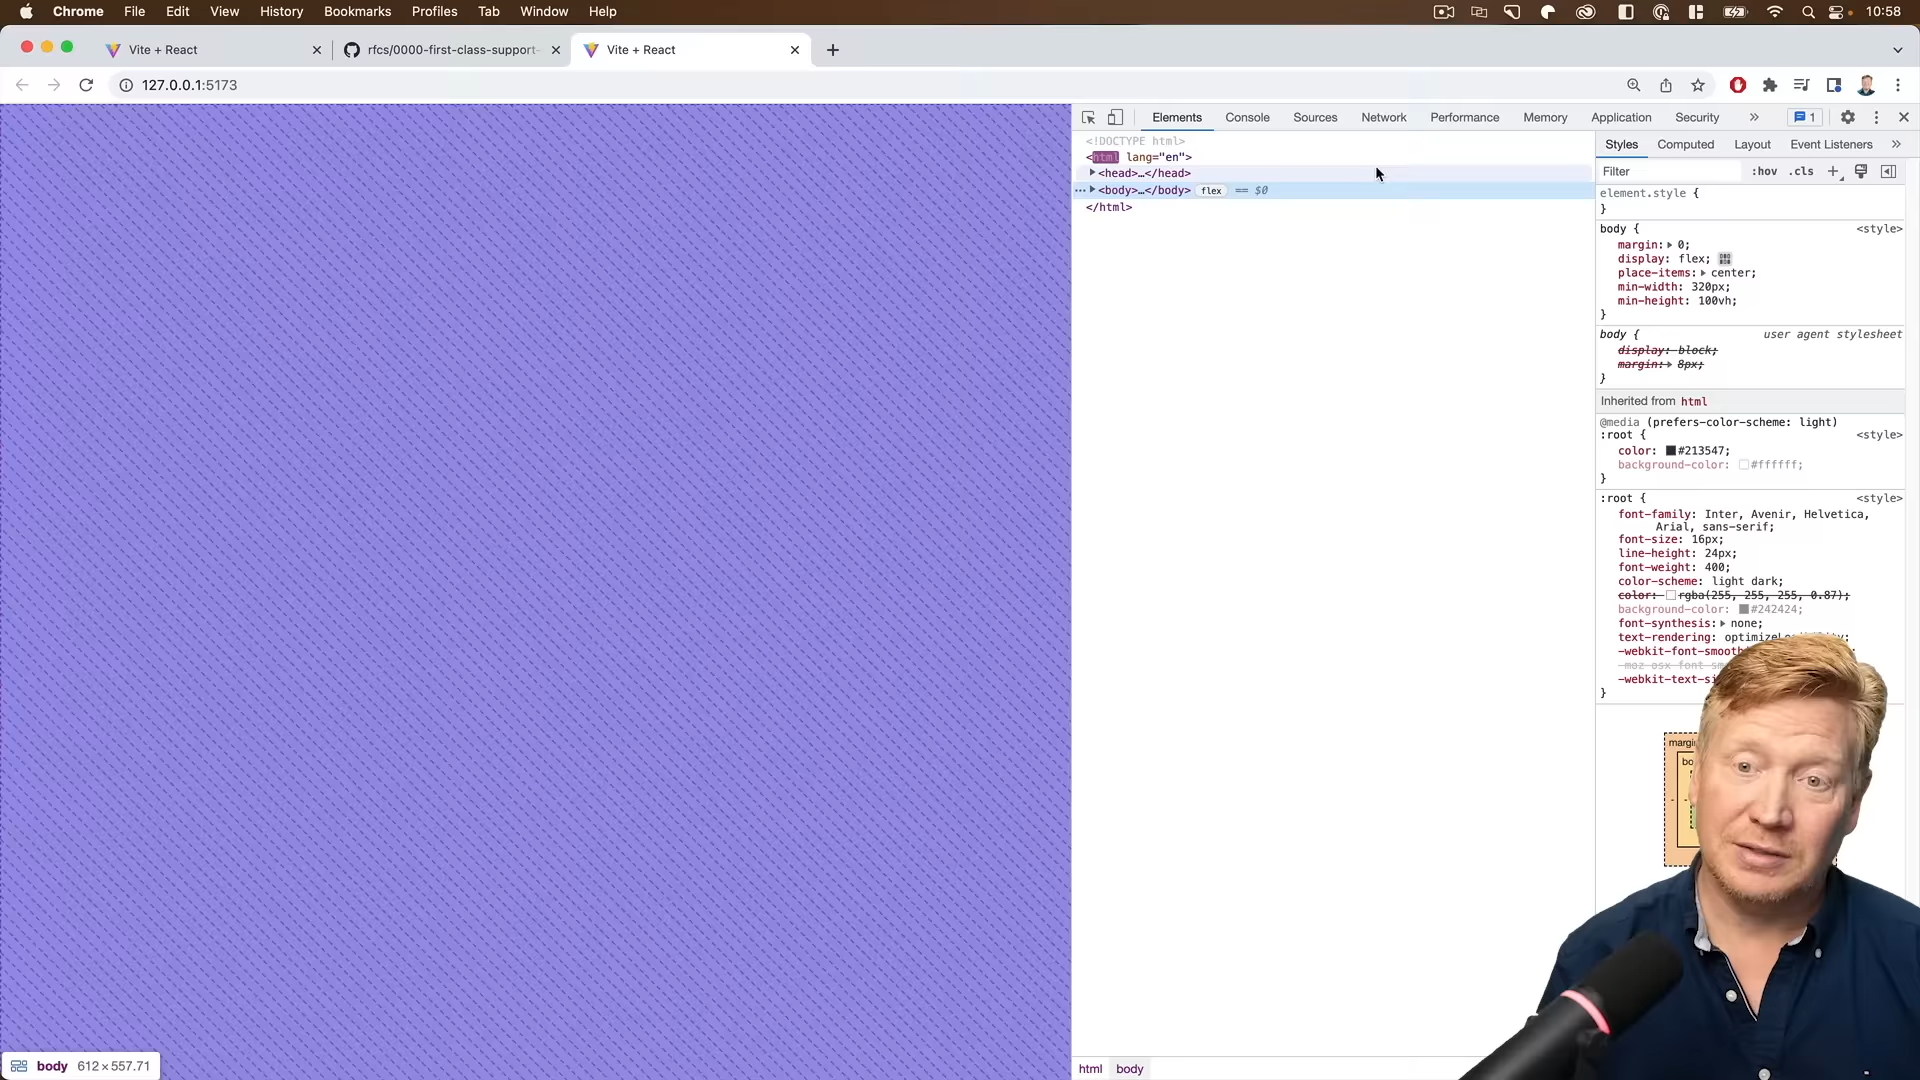 Chrome File Edit View History Bookmarks Profiles Tab Window Help 10:58
Vite + React rfcs/0000-first-class-support- Vite + React
127.0.0.1:5173
Elements Console Sources Network Performance Memory Application Security » 1
<!DOCTYPE html>
<html lang="en">
<head>…</head>
<body>…</body> flex == $0
</html>
Styles Computed Layout Event Listeners »
Filter :hov .cls
element.style {
}
body { <style>
margin: 0;
display: flex;
place-items: center;
min-width: 320px;
min-height: 100vh;
}
body { user agent stylesheet
display: block;
margin: 8px;
}
Inherited from html
@media (prefers-color-scheme: light)
:root { <style>
color: #213547;
background-color: #ffffff;
}
:root { <style>
font-family: Inter, Avenir, Helvetica,
Arial, sans-serif;
font-size: 16px;
line-height: 24px;
font-weight: 400;
color-scheme: light dark;
color: rgba(255, 255, 255, 0.87);
background-color: #242424;
font-synthesis: none;
text-rendering:
}
body 612×557.71
html body